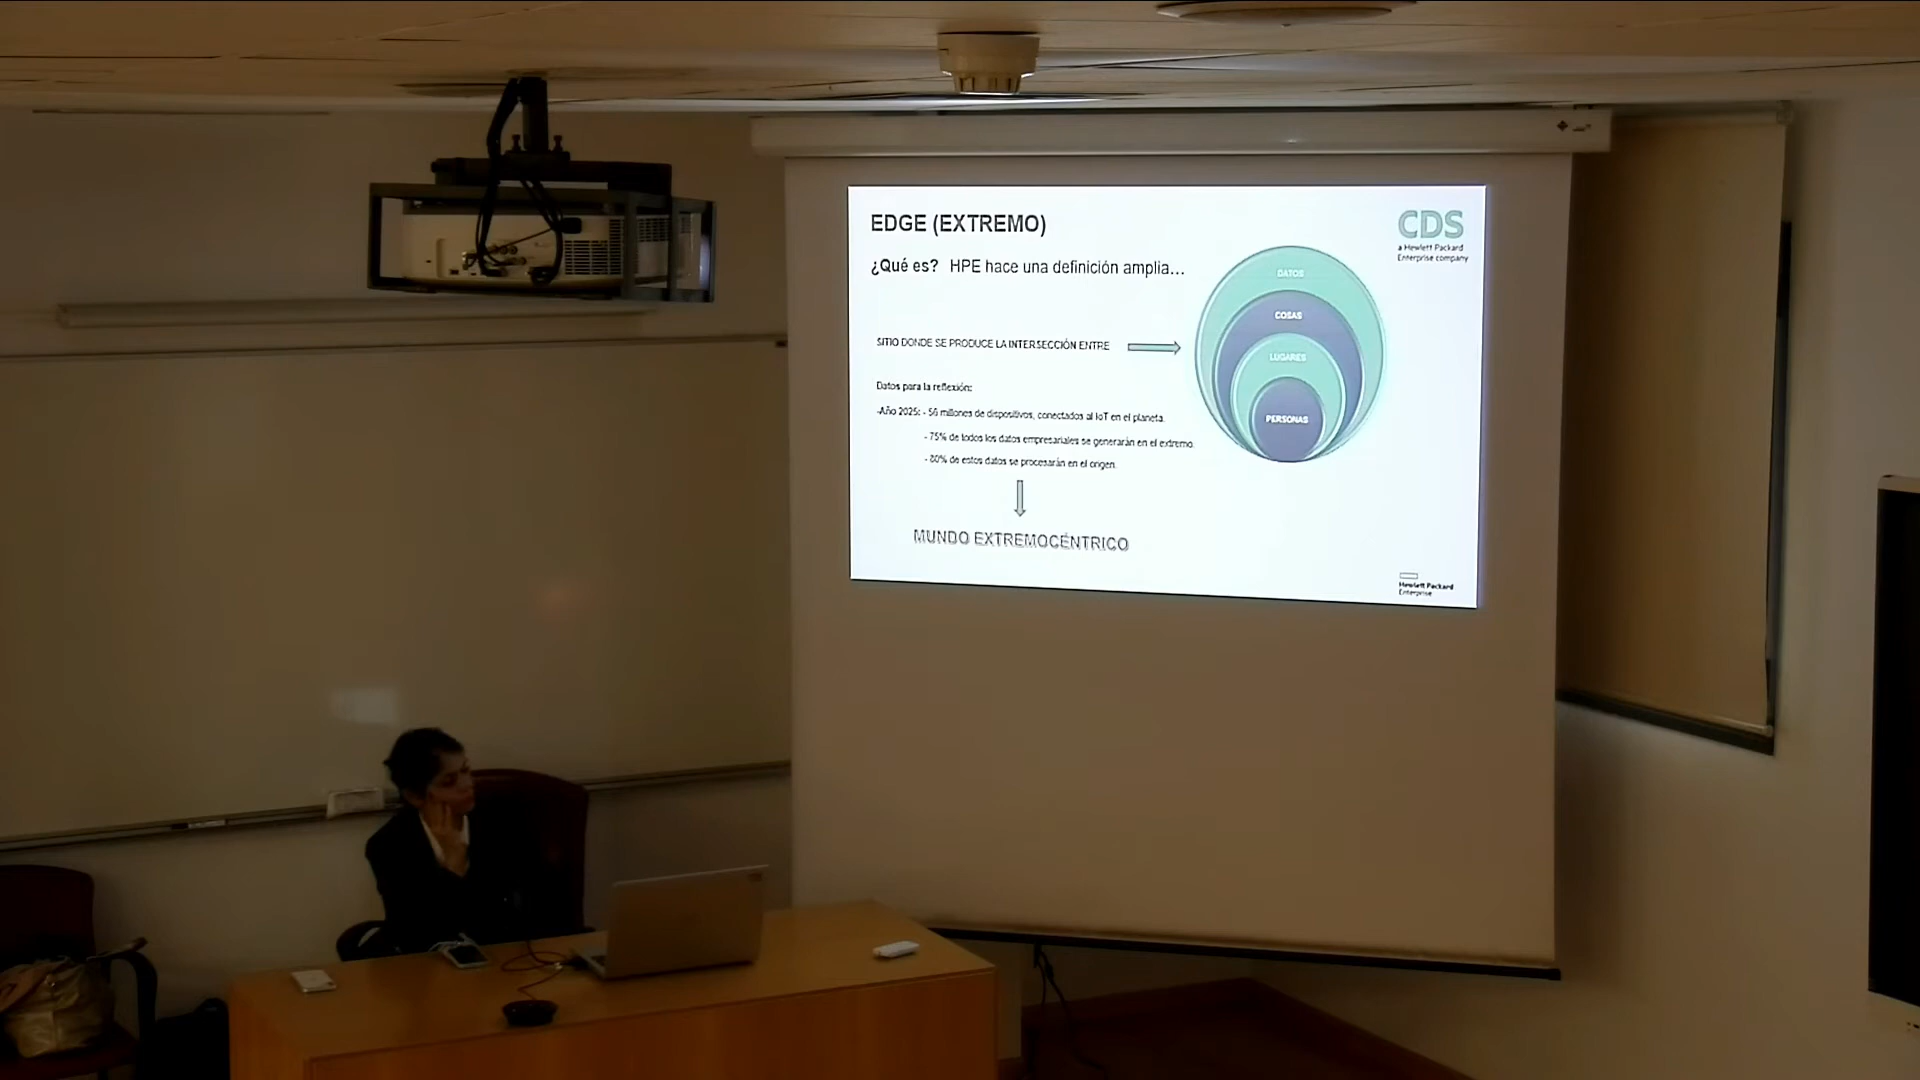 EDGE (EXTREMO)
CDS
a Hewlett Packard
Enterprise company
¿Qué es? HPE hace una definición amplia...
DATOS
COSAS
LUGARES
PERSONAS
SITIO DONDE SE PRODUCE LA INTERSECCIÓN ENTRE
Datos para la reflexión:
-Año 2025: - 56 millones de dispositivos, conectados al IoT en el planeta.
- 75% de todos los datos empresariales se generarán en el extremo.
- 80% de estos datos se procesarán en el origen.
MUNDO EXTREMOCÉNTRICO
Hewlett Packard
Enterprise